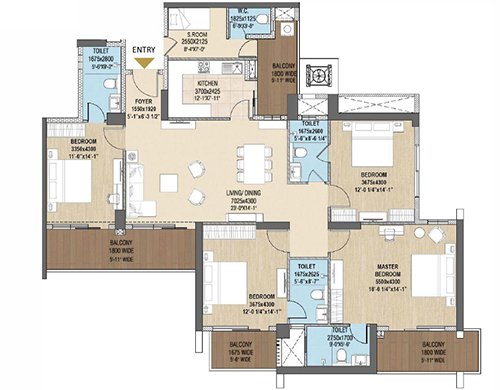 W.C.
1825x1125
6'-0"X3'-8"
S.ROOM
2550X2125
8'-4"X7'-0"
TOILET
1675x2800
5'-6"X9'-2"
ENTRY
BALCONY
1800 WIDE
5'-11" WIDE
KITCHEN
3700x2425
12'-1"X7'-11"
FOYER
1550x1920
5'-1"x6'-3 1/2"
TOILET
1675x2600
5'-6"x8'-6 1/4"
BEDROOM
3350x4300
11'-0"x14'-1"
BEDROOM
3675x4300
12'-0 1/4"x14'-1"
LIVING/ DINING
7025x4300
23'-0"X14'-1"
BALCONY
1800 WIDE
5'-11" WIDE
TOILET
1675x2625
5'-6"x8'-7"
MASTER
BEDROOM
5500x4300
18'-0 1/4"x14'-1"
BEDROOM
3675x4300
12'-0 1/4"x14'-1"
TOILET
2750x1700
9'-0"X5'-6"
BALCONY
1675 WIDE
5'-6" WIDE
BALCONY
1800 WIDE
5'-11" WIDE